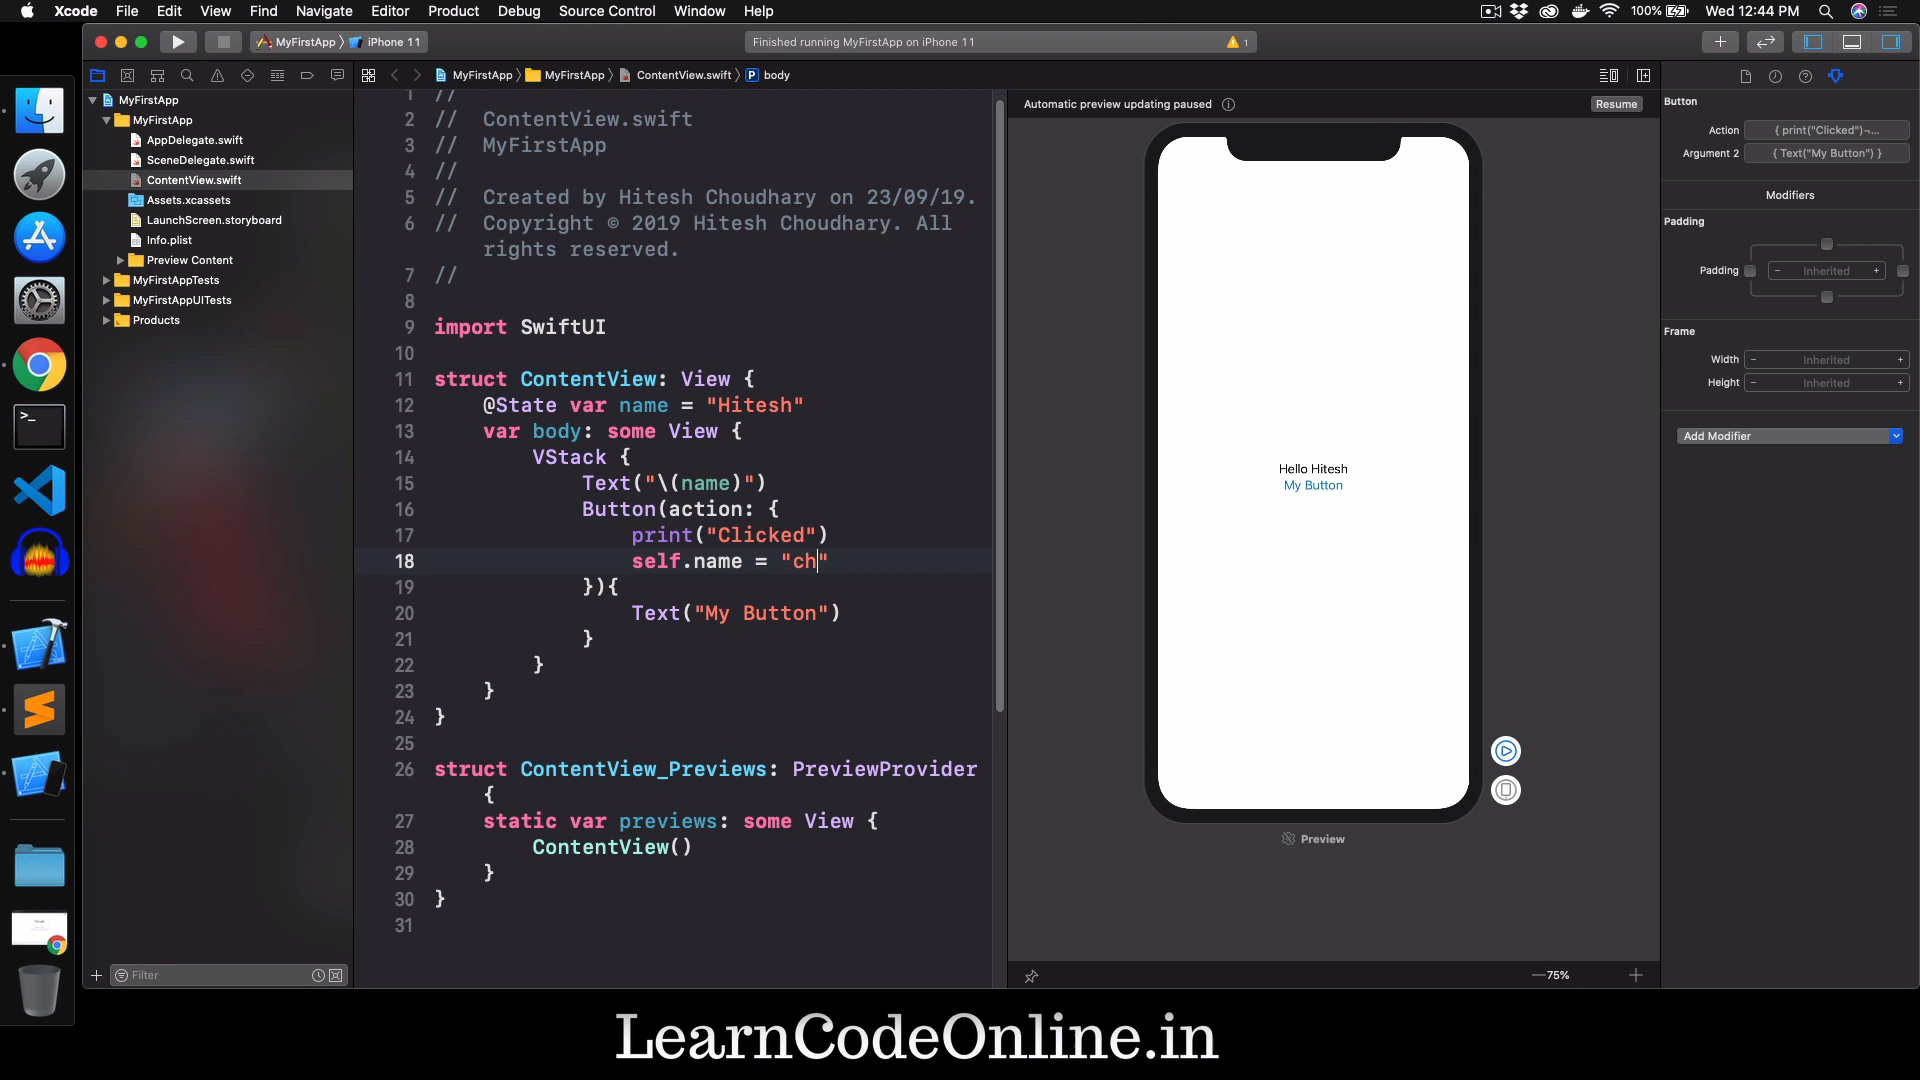 Xcode File Edit View Find Navigate Editor Product Debug Source Control Window Help 100% Wed 12:44 PM
MyFirstApp iPhone 11 Finished running MyFirstApp on iPhone 11 1
MyFirstApp MyFirstApp ContentView.swift P body
MyFirstApp
MyFirstApp
AppDelegate.swift
SceneDelegate.swift
ContentView.swift
Assets.xcassets
LaunchScreen.storyboard
Info.plist
Preview Content
MyFirstAppTests
MyFirstAppUITests
Products
Filter
1 //
2 //  ContentView.swift
3 //  MyFirstApp
4 //
5 //  Created by Hitesh Choudhary on 23/09/19.
6 //  Copyright © 2019 Hitesh Choudhary. All
rights reserved.
7 //
8
9 import SwiftUI
10
11 struct ContentView: View {
12 @State var name = "Hitesh"
13 var body: some View {
14 VStack {
15 Text("\(name)")
16 Button(action: {
17 print("Clicked")
18 self.name = "ch"
19 }){
20 Text("My Button")
21 }
22 }
23 }
24 }
25
26 struct ContentView_Previews: PreviewProvider
{
27 static var previews: some View {
28 ContentView()
29 }
30 }
31
Automatic preview updating paused Resume
Hello Hitesh
My Button
Preview
75%
Button
Action { print("Clicked")¬...
Argument 2 { Text("My Button") }
Modifiers
Padding
Padding - Inherited +
Frame
Width - Inherited +
Height - Inherited +
Add Modifier
LearnCodeOnline.in